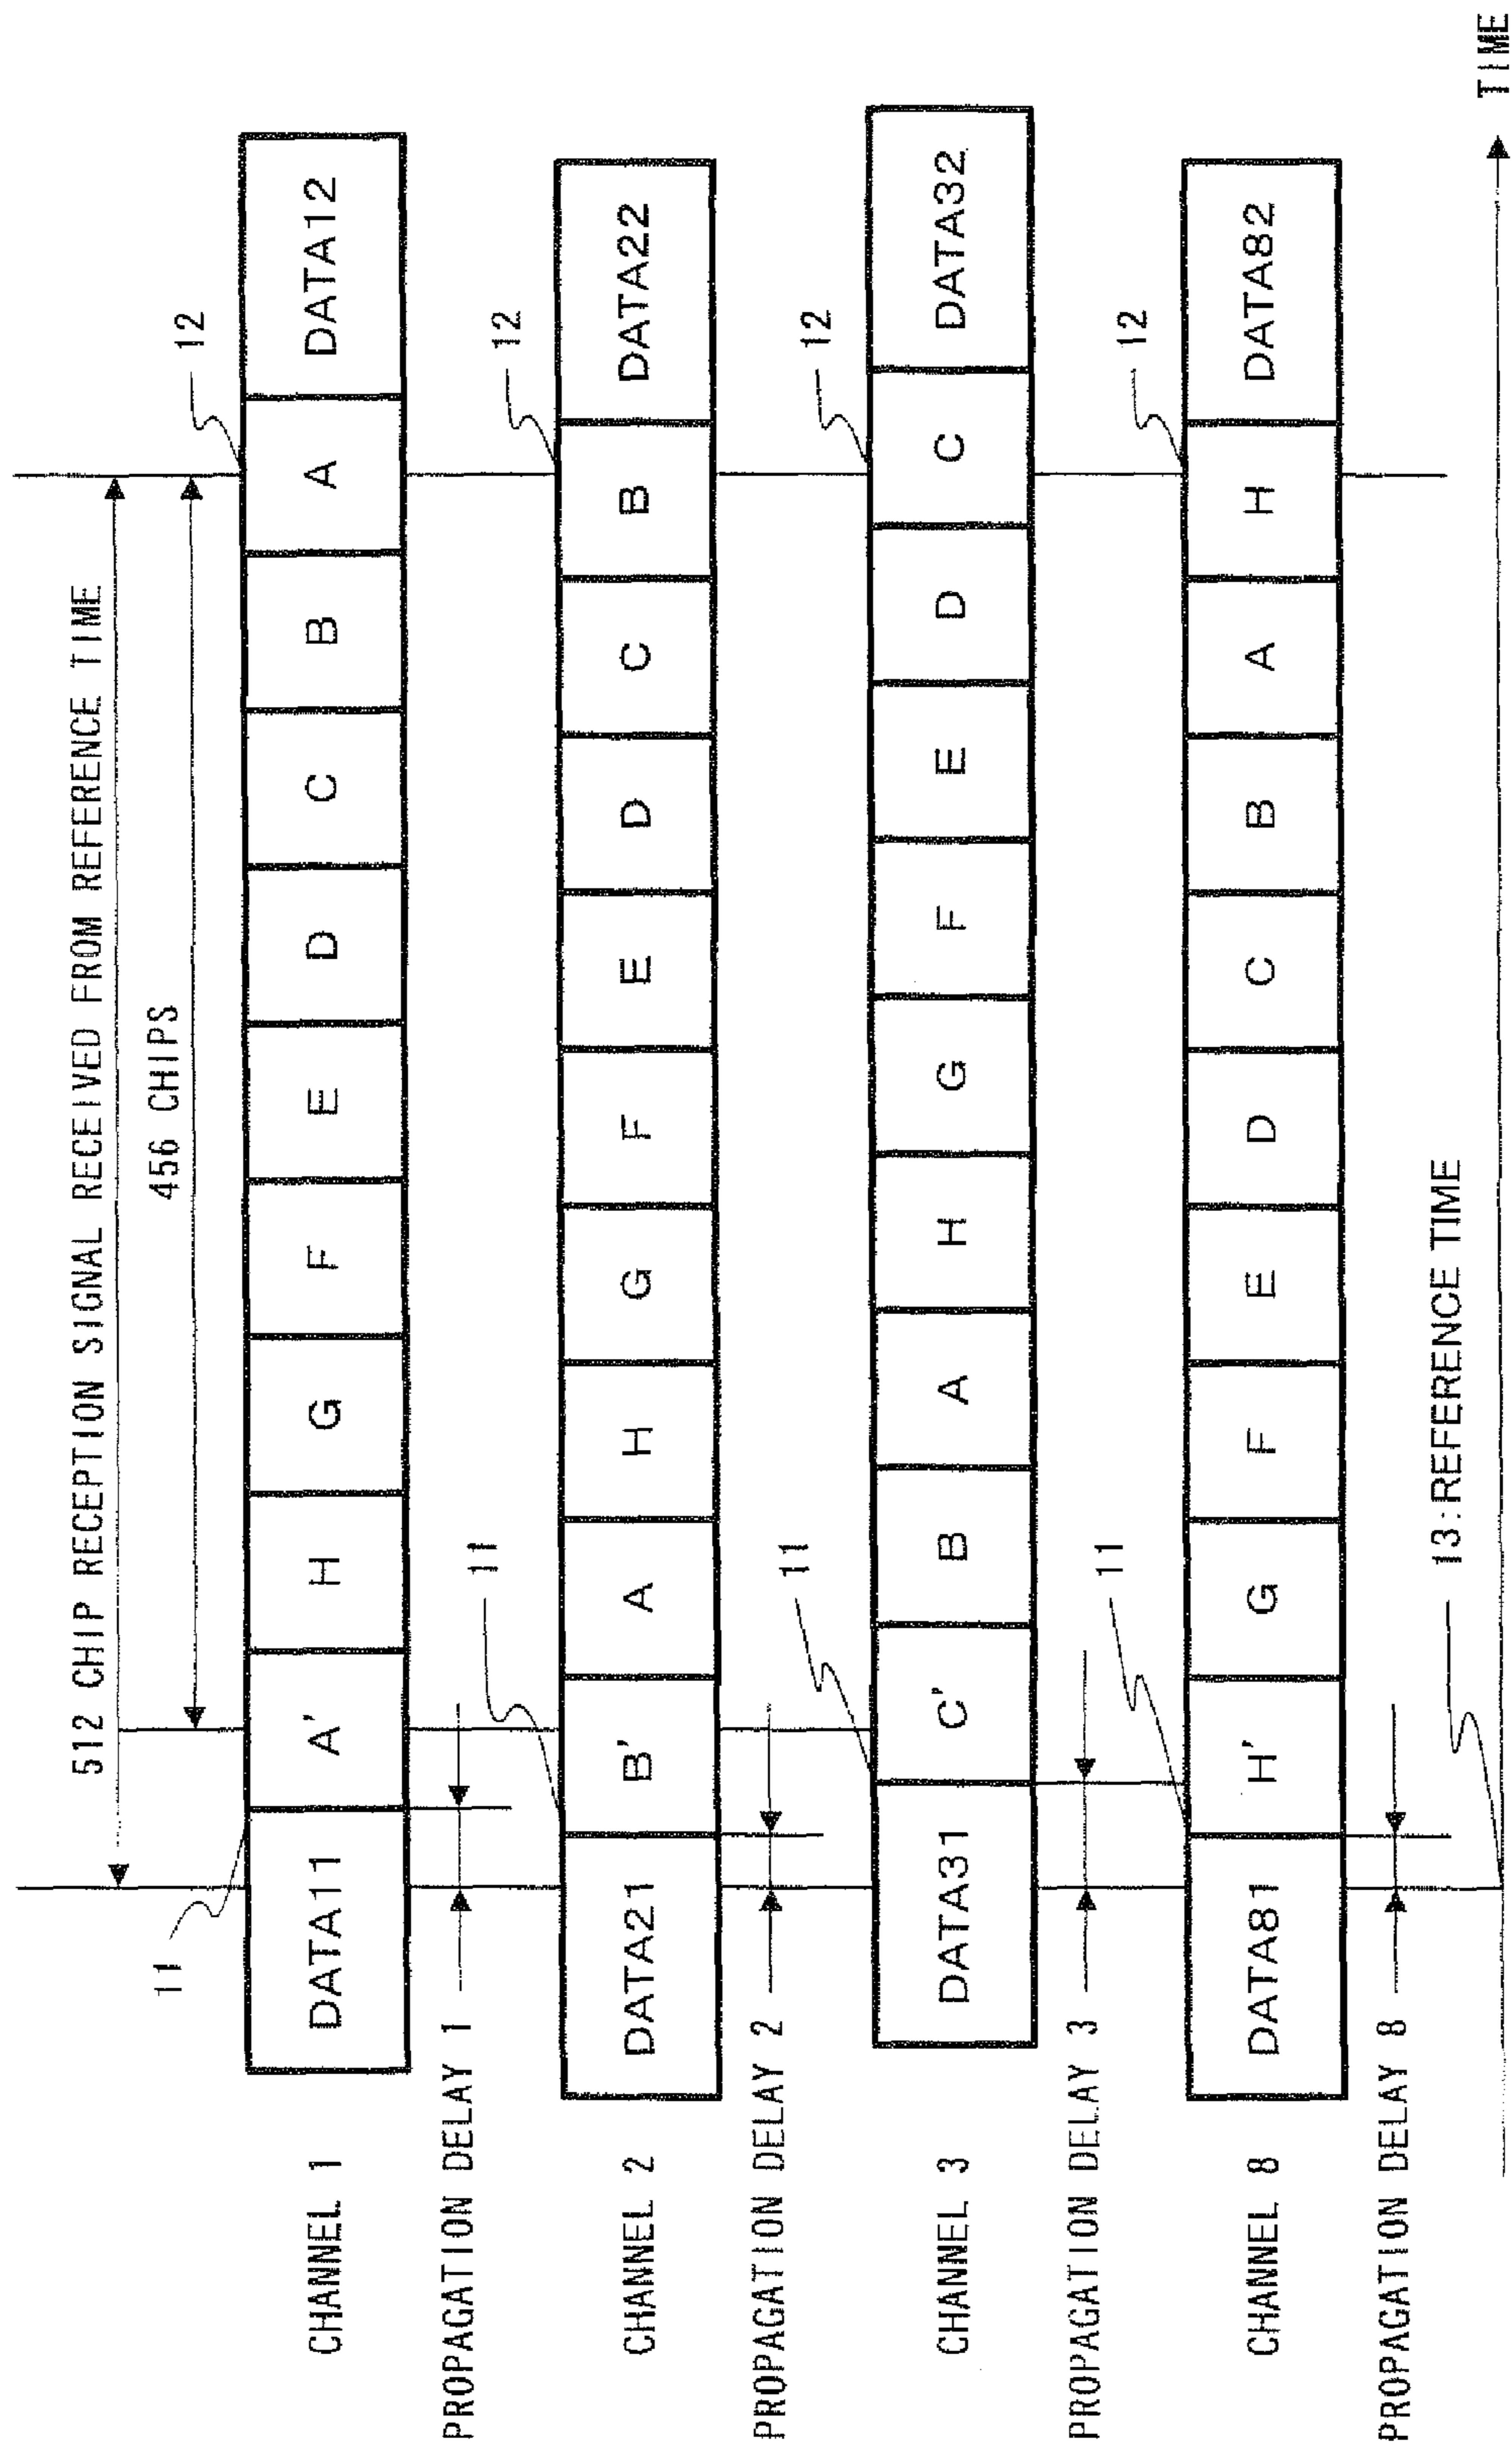 512 CHIP RECEPTION SIGNAL RECEIVED FROM REFERENCE TIME
11 456 CHIPS 12
CHANNEL 1 DATA11 A' H G F E D C B A DATA12
PROPAGATION DELAY 1 11 12
CHANNEL 2 DATA21 B' A H G F E D C B DATA22
PROPAGATION DELAY 2 11 12
CHANNEL 3 DATA31 C' B A H G F E D C DATA32
PROPAGATION DELAY 3 11 12
CHANNEL 8 DATA81 H' G F E D C B A H DATA82
PROPAGATION DELAY 8
13:REFERENCE TIME
TIME